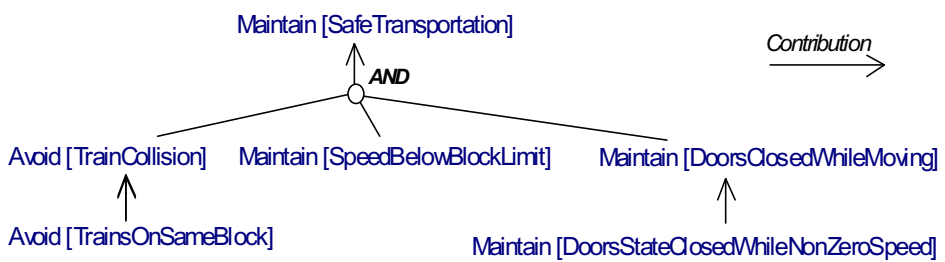 Maintain [SafeTransportation]
Contribution
AND
Avoid [TrainCollision]
Maintain [SpeedBelowBlockLimit]
Maintain [DoorsClosedWhileMoving]
Avoid [TrainsOnSameBlock]
Maintain [DoorsStateClosedWhileNonZeroSpeed]